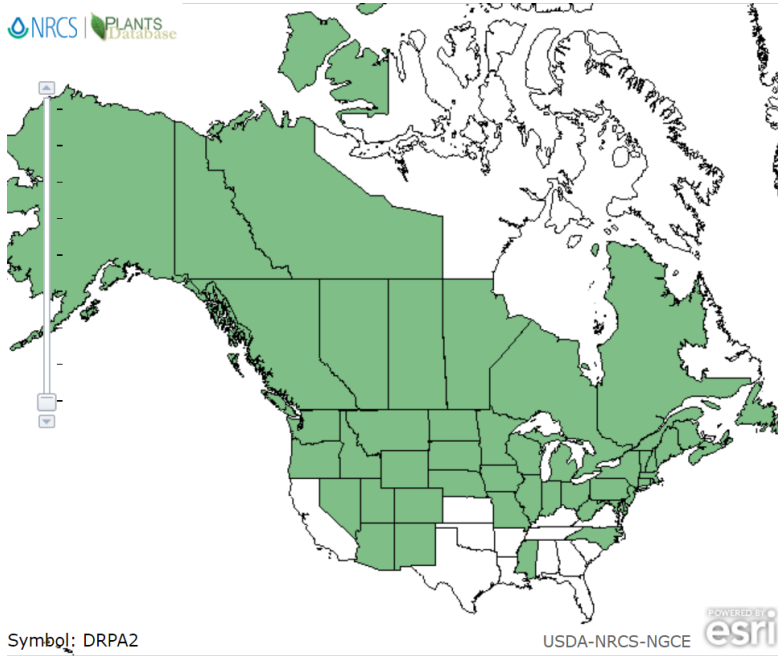 NRCS | PLANTS
Database
Symbol: DRPA2
USDA-NRCS-NGCE
POWERED BY
esri